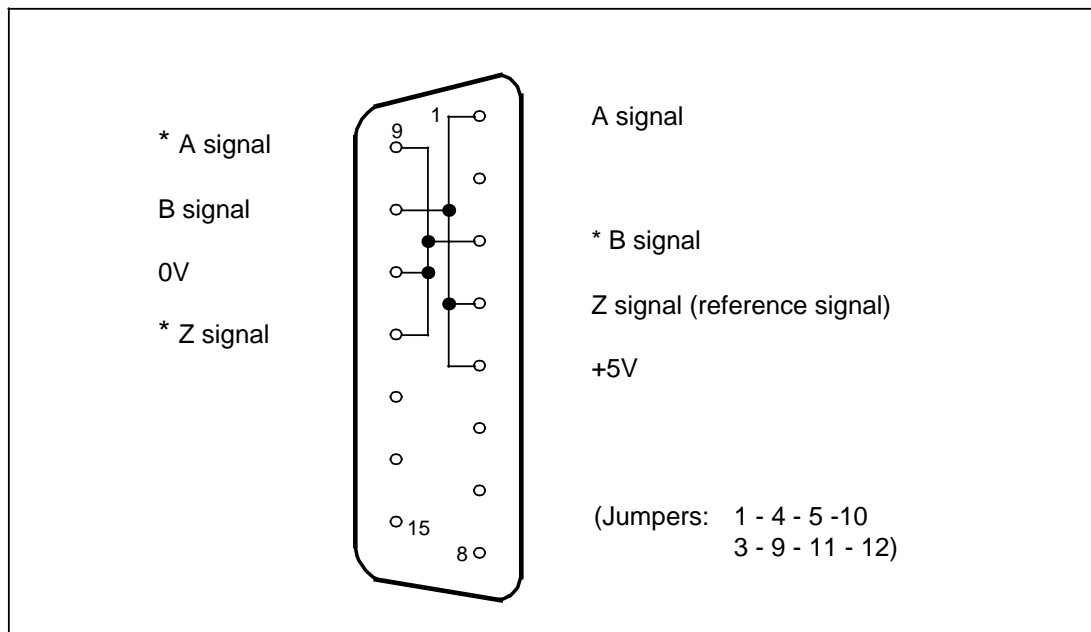 1
A signal
9
* A signal
B signal
* B signal
0V
Z signal (reference signal)
* Z signal
+5V
(Jumpers: 1 - 4 - 5 -10
3 - 9 - 11 - 12)
15
8